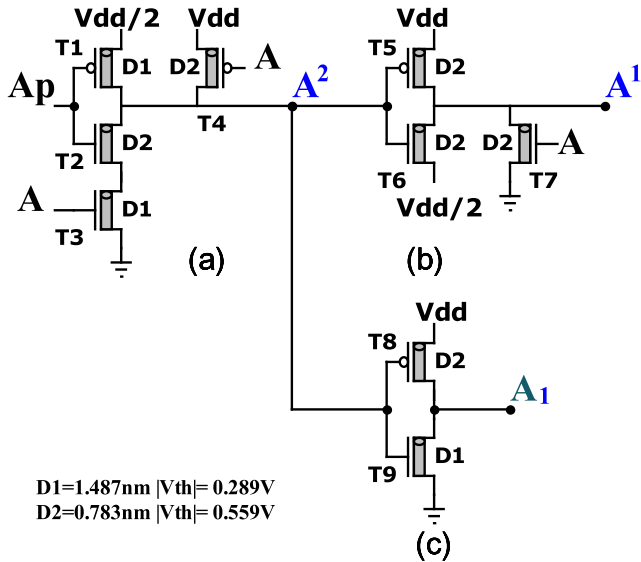 Vdd/2 Vdd Vdd
T1 D1 D2 A T5 D2
Ap A² A¹
T4
T2 D2 D2 D2 A
A T6 T7
T3 D1 Vdd/2
(a) (b)
Vdd
T8 D2
A₁
D1=1.487nm |Vth|= 0.289V
D2=0.783nm |Vth|= 0.559V
T9 D1
(c)